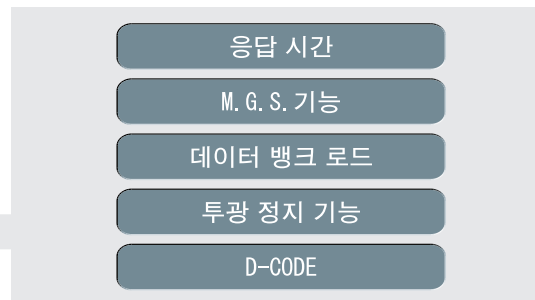 응답 시간
M.G.S.기능
데이터 뱅크 로드
투광 정지 기능
D-CODE